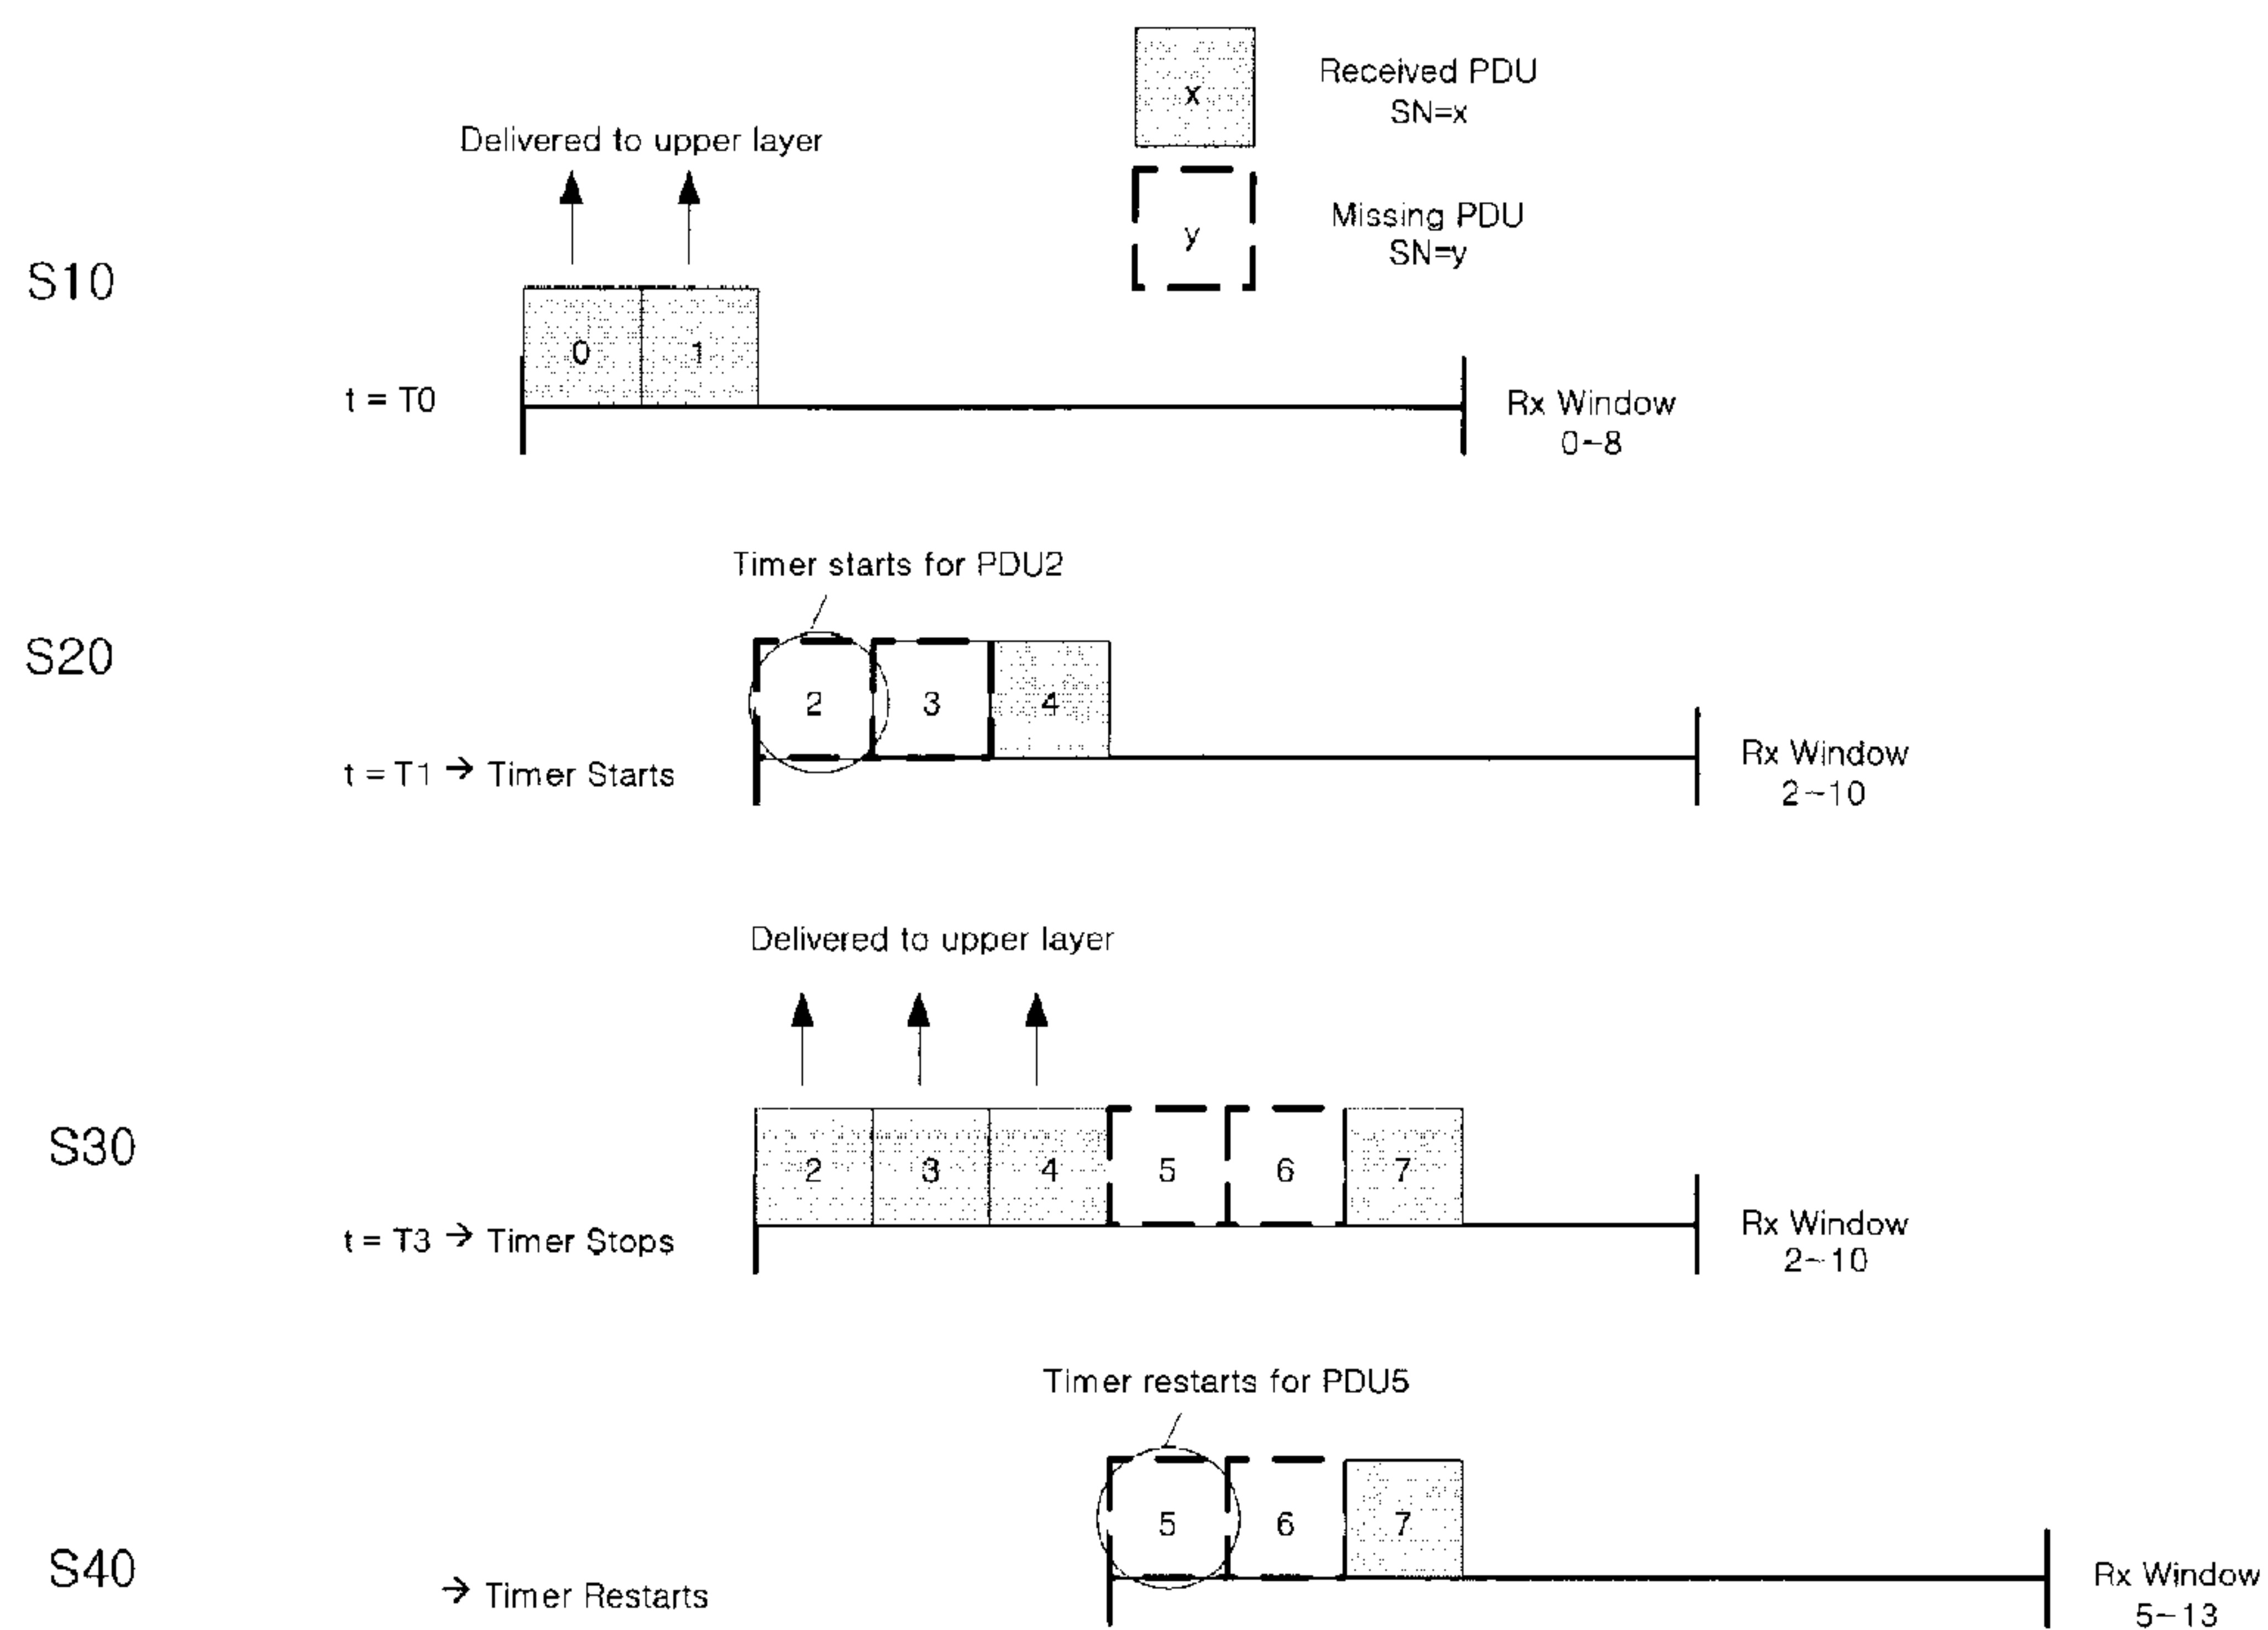 x
Received PDU
SN=x
y
Missing PDU
SN=y
Delivered to upper layer
S10
0 1
t = T0
Rx Window
0~8
Timer starts for PDU2
S20
2 3 4
t = T1 → Timer Starts
Rx Window
2~10
Delivered to upper layer
S30
2 3 4 5 6 7
t = T3 → Timer Stops
Rx Window
2~10
Timer restarts for PDU5
S40
5 6 7
→ Timer Restarts
Rx Window
5~13